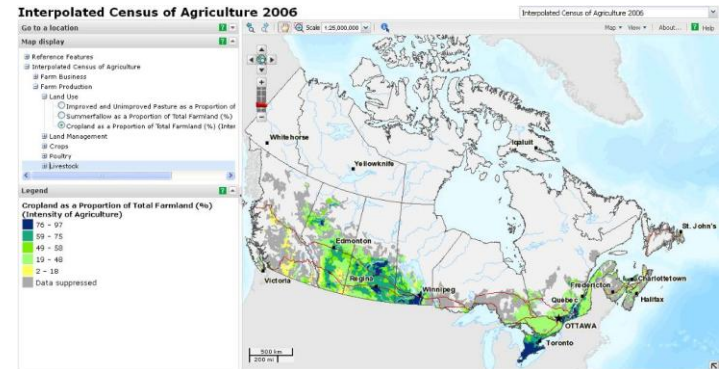 Interpolated Census of Agriculture 2006
Interpolated Census of Agriculture 2006
Go to a location
Scale 1:25,000,000
Map View About... Help
Map display
Reference Features
Interpolated Census of Agriculture
Farm Business
Farm Production
Land Use
Improved and Unimproved Pasture as a Proportion of
Summerfallow as a Proportion of Total Farmland (%)
Cropland as a Proportion of Total Farmland (%) (Inter
Land Management
Crops
Poultry
Livestock
Legend
Cropland as a Proportion of Total Farmland (%)
(Intensity of Agriculture)
76 - 97
59 - 75
49 - 58
19 - 48
2 - 18
Data suppressed
Whitehorse
Iqaluit
Yellowknife
St. John's
Edmonton
Charlottetown
Victoria
Regina
Winnipeg
Fredericton
Québec
Halifax
OTTAWA
Toronto
500 km
200 mi